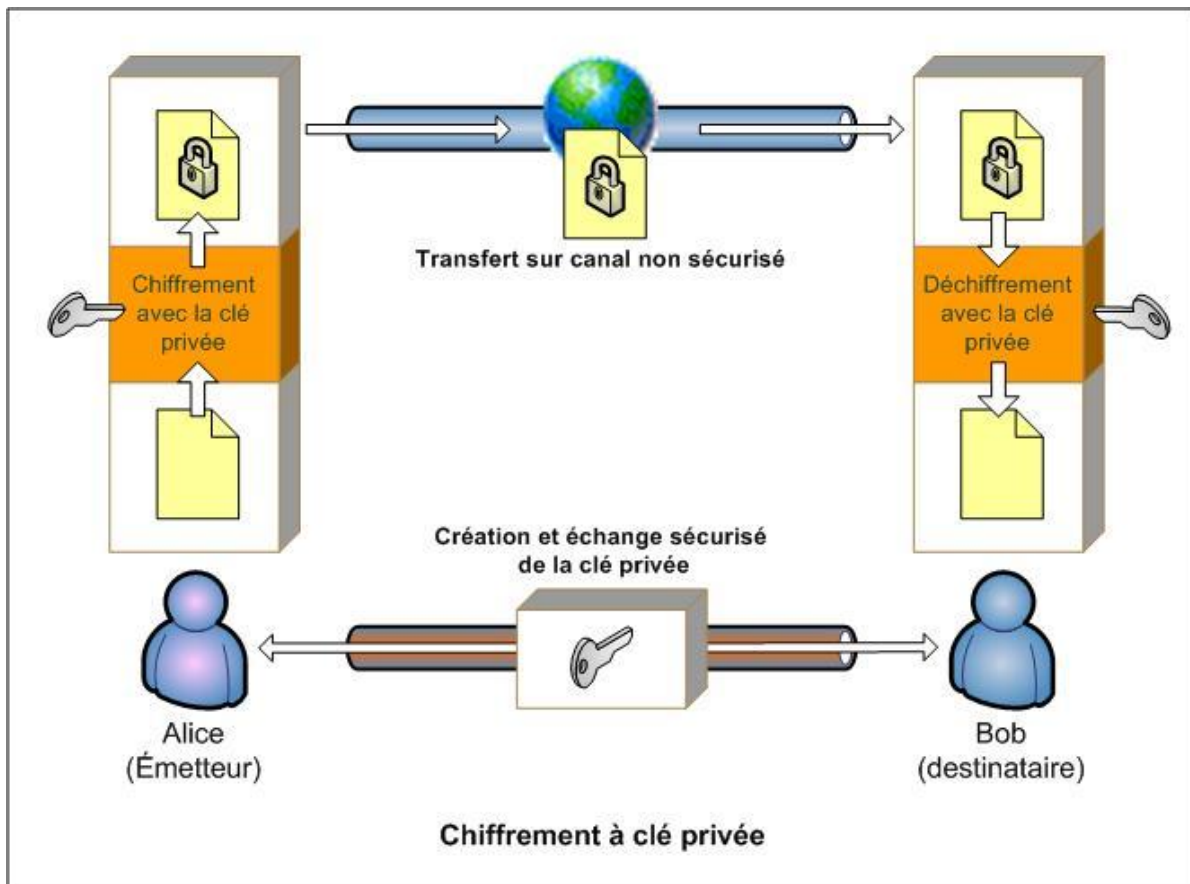 Transfert sur canal non sécurisé
Chiffrement
avec la clé
privée
Déchiffrement
avec la clé
privée
Création et échange sécurisé
de la clé privée
Alice
(Émetteur)
Bob
(destinataire)
Chiffrement à clé privée